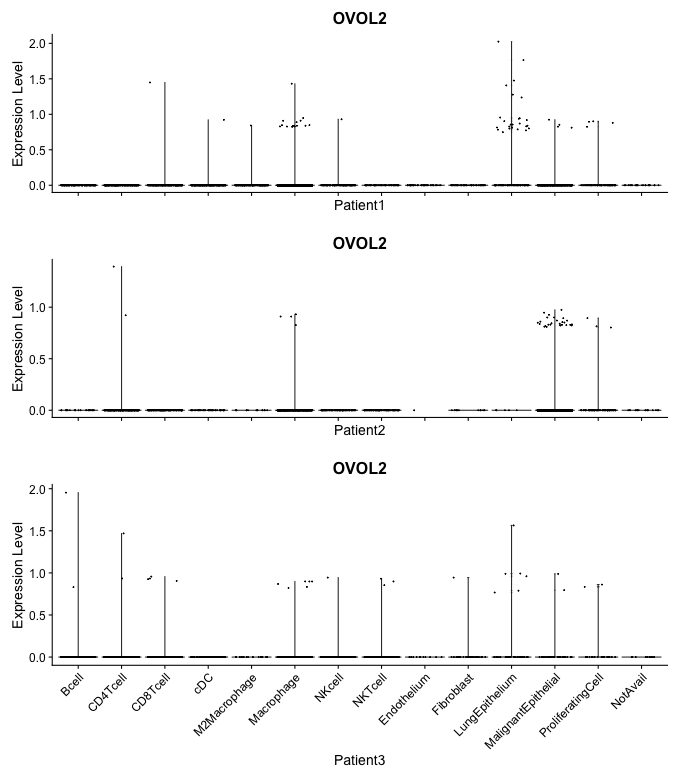 OVOL2
Expression Level
2.0
1.5
1.0
0.5
0.0
Patient1
OVOL2
Expression Level
1.0
0.5
0.0
Patient2
OVOL2
Expression Level
2.0
1.5
1.0
0.5
0.0
Bcell
CD4Tcell
CD8Tcell
cDC
M2Macrophage
Macrophage
NKcell
NKTcell
Endothelium
Fibroblast
LungEpithelium
MalignantEpithelial
ProliferatingCell
NotAvail
Patient3